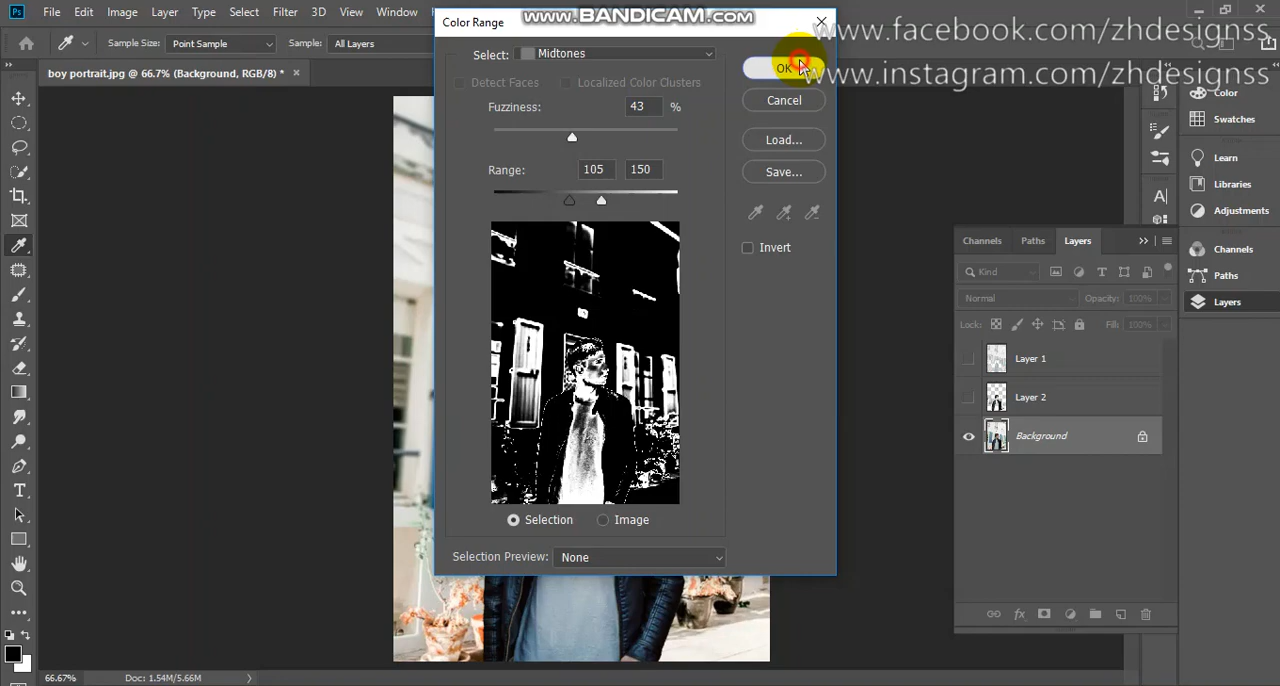 Ps File Edit Image Layer Type Select Filter 3D View Window
www.BANDICAM.com
www.facebook.com/zhdesignss
www.instagram.com/zhdesignss
Sample Size: Point Sample Sample: All Layers
boy portrait.jpg @ 66.7% (Background, RGB/8) * ×
Color Range
Select: Midtones
Detect Faces Localized Color Clusters
Fuzziness: 43 %
Range: 105 150
OK
Cancel
Load...
Save...
Invert
Selection Image
Selection Preview: None
Color
Swatches
Learn
Libraries
Adjustments
Channels
Paths
Layers
Channels Paths Layers
Kind
Normal Opacity: 100%
Lock: Fill: 100%
Layer 1
Layer 2
Background
66.67% Doc: 1.54M/5.66M